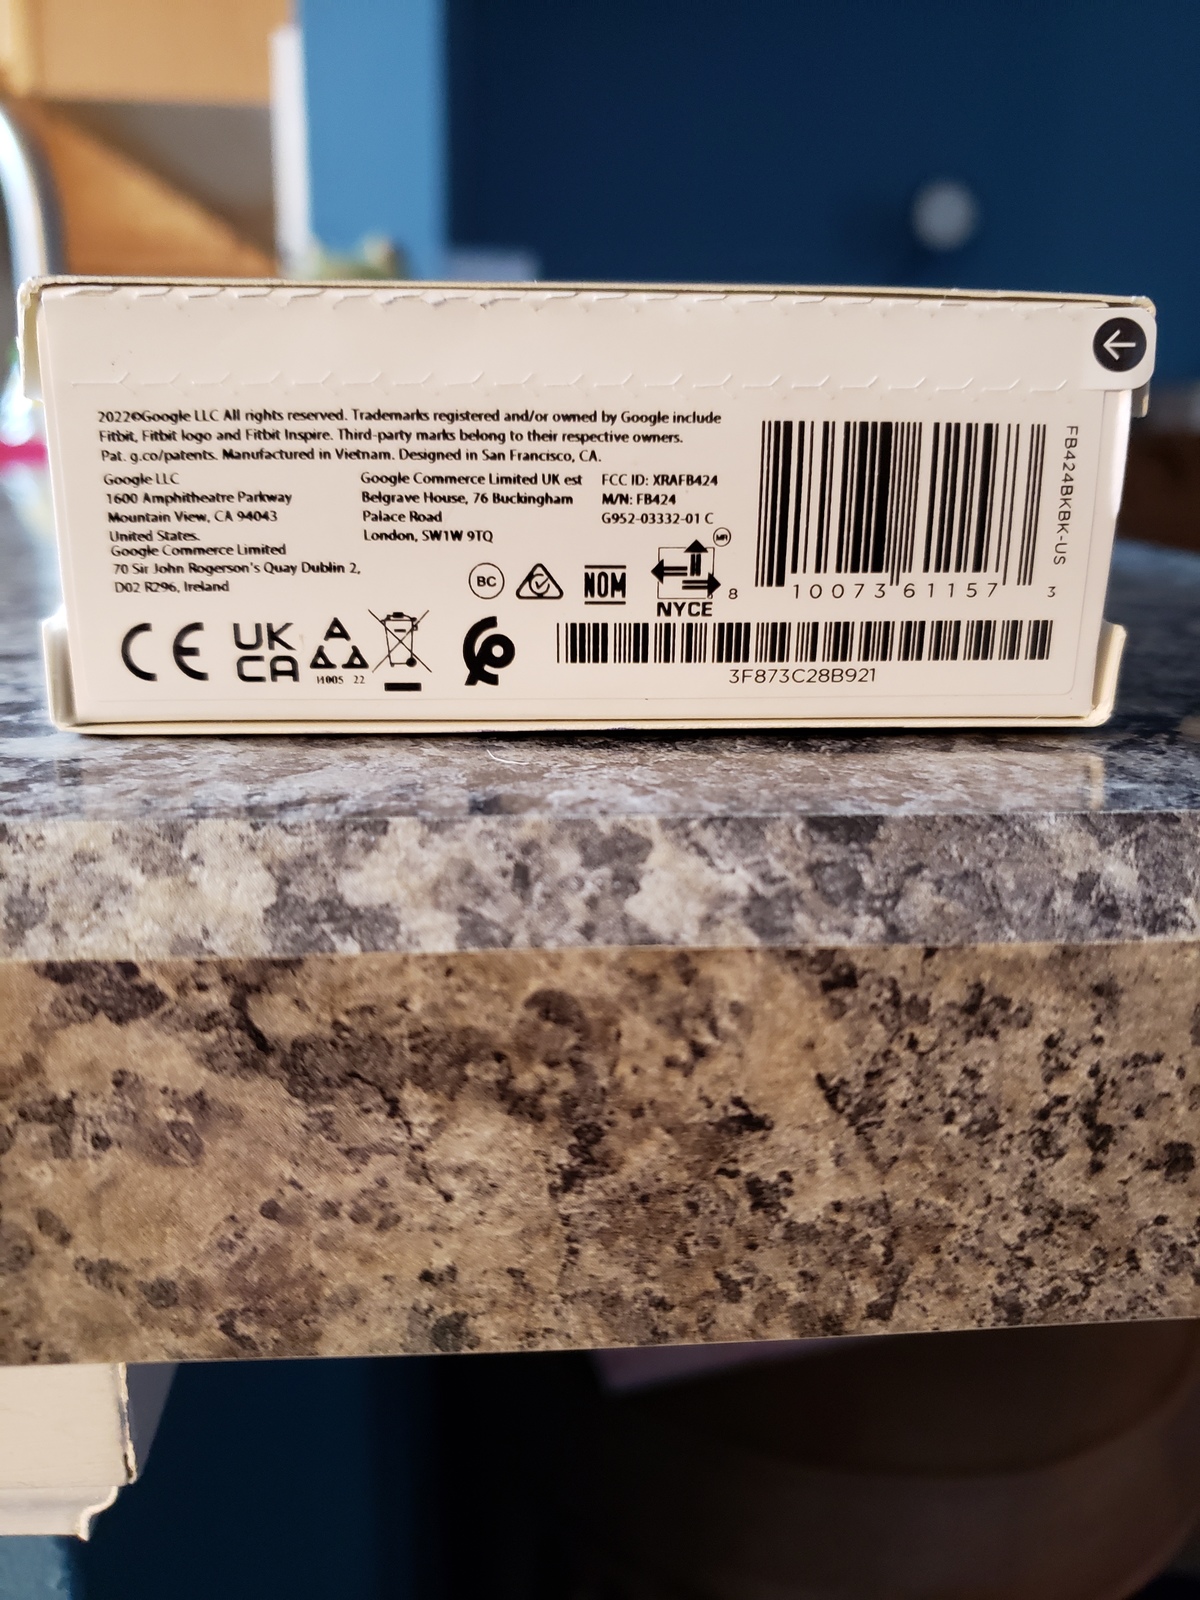 2022©Google LLC All rights reserved. Trademarks registered and/or owned by Google include
Fitbit, Fitbit logo and Fitbit Inspire. Third-party marks belong to their respective owners.
Pat. g.co/patents. Manufactured in Vietnam. Designed in San Francisco, CA.
Google LLC
1600 Amphitheatre Parkway
Mountain View, CA 94043
United States.
Google Commerce Limited
70 Sir John Rogerson's Quay Dublin 2,
D02 R296, Ireland
Google Commerce Limited UK est
Belgrave House, 76 Buckingham
Palace Road
London, SW1W 9TQ
FCC ID: XRAFB424
M/N: FB424
G952-03332-01 C
BC
NOM
MR
NYCE
8 10073 61157 3
FB424BKBK-US
CE
UK
CA
22
3F873C28B921